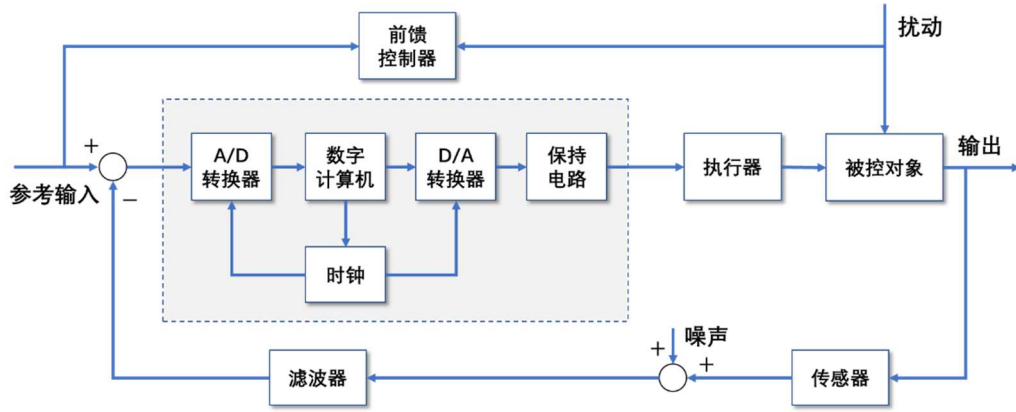 前馈
控制器
扰动
+
A/D
转换器
数字
计算机
D/A
转换器
保持
电路
执行器
被控对象
输出
参考输入
−
时钟
噪声
+
+
滤波器
传感器